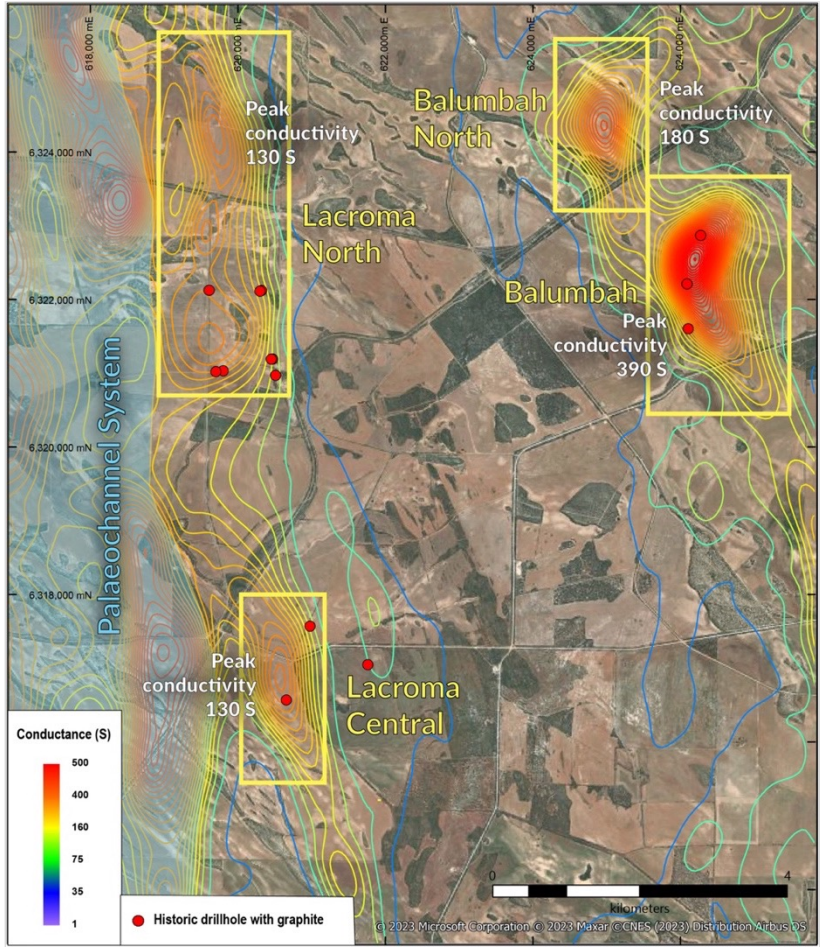 618,000 mE
620,000 mE
622,000m E
624,000 mE
624,000 mE
6,324,000 mN
6,322,000 mN
6,320,000 mN
6,318,000 mN
Peak
conductivity
130 S
Lacroma
North
Balumbah
North
Peak
conductivity
180 S
Balumbah
Peak
conductivity
390 S
Palaeochannel System
Peak
conductivity
130 S
Lacroma
Central
Conductance (S)
500
400
160
75
35
1
Historic drillhole with graphite
0
4
kilometers
© 2023 Microsoft Corporation © 2023 Maxar ©CNES (2023) Distribution Airbus DS